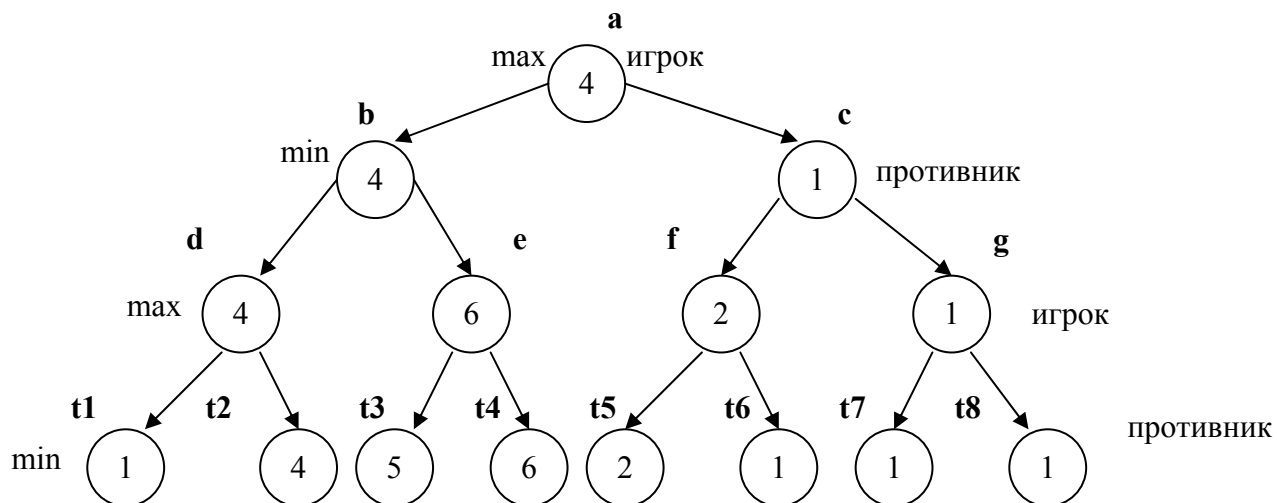 a
max 4 игрок
b c
min 4 1 противник
d e f g
max 4 6 2 1 игрок
t1 t2 t3 t4 t5 t6 t7 t8 противник
min 1 4 5 6 2 1 1 1